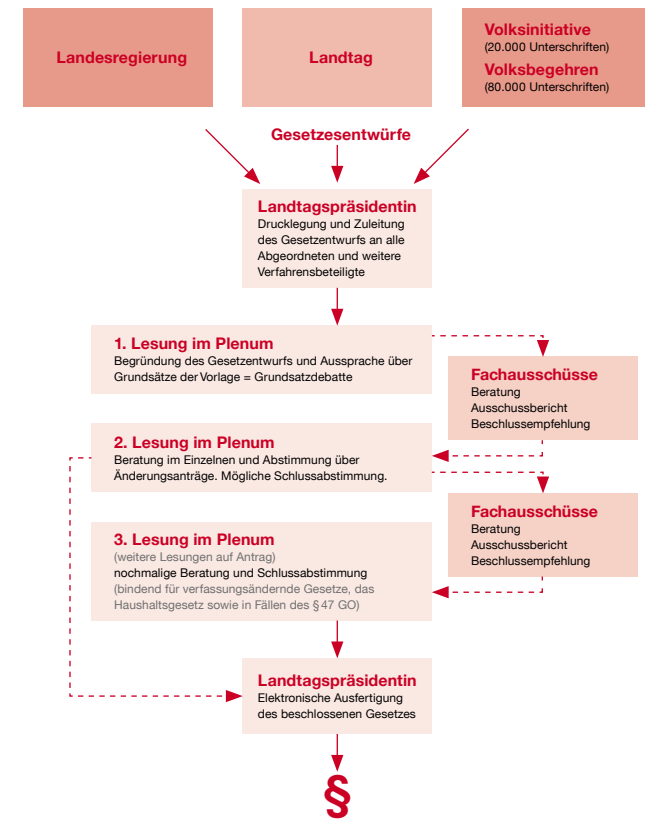 Landesregierung
Landtag
Volksinitiative
(20.000 Unterschriften)
Volksbegehren
(80.000 Unterschriften)
Gesetzesentwürfe
Landtagspräsidentin
Drucklegung und Zuleitung
des Gesetzentwurfs an alle
Abgeordneten und weitere
Verfahrensbeteiligte
1. Lesung im Plenum
Begründung des Gesetzentwurfs und Aussprache über
Grundsätze der Vorlage = Grundsatzdebatte
Fachausschüsse
Beratung
Ausschussbericht
Beschlussempfehlung
2. Lesung im Plenum
Beratung im Einzelnen und Abstimmung über
Änderungsanträge. Mögliche Schlussabstimmung.
Fachausschüsse
Beratung
Ausschussbericht
Beschlussempfehlung
3. Lesung im Plenum
(weitere Lesungen auf Antrag)
nochmalige Beratung und Schlussabstimmung
(bindend für verfassungsändernde Gesetze, das
Haushaltsgesetz sowie in Fällen des § 47 GO)
Landtagspräsidentin
Elektronische Ausfertigung
des beschlossenen Gesetzes
§